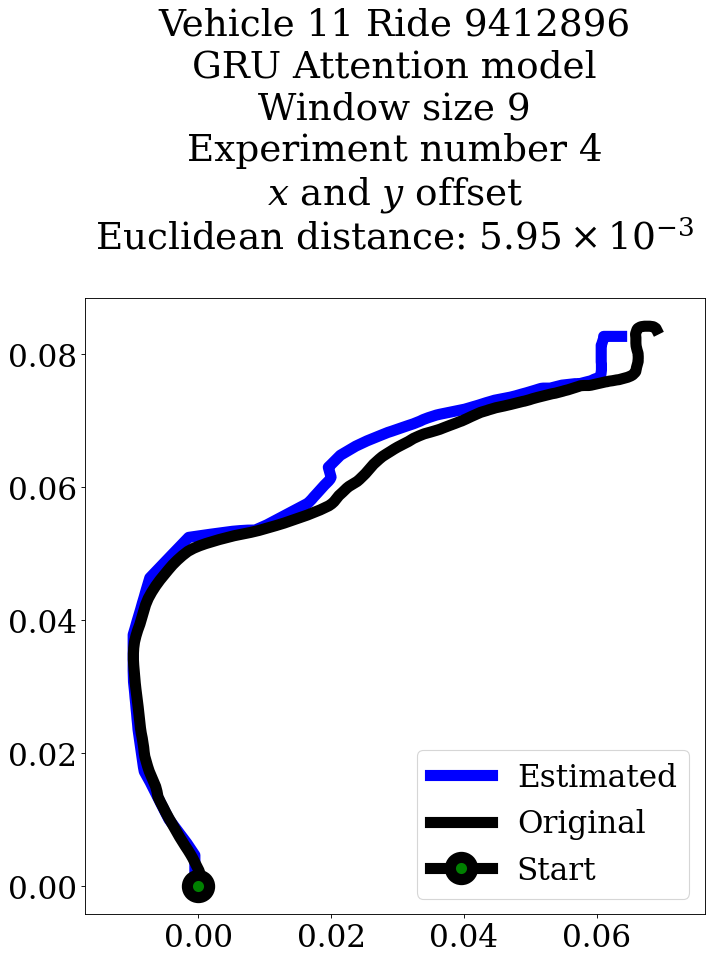 Vehicle 11 Ride 9412896
GRU Attention model
Window size 9
Experiment number 4
x and y offset
Euclidean distance: 5.95 × 10⁻³
0.08
0.06
0.04
0.02
0.00
Estimated
Original
Start
0.00 0.02 0.04 0.06